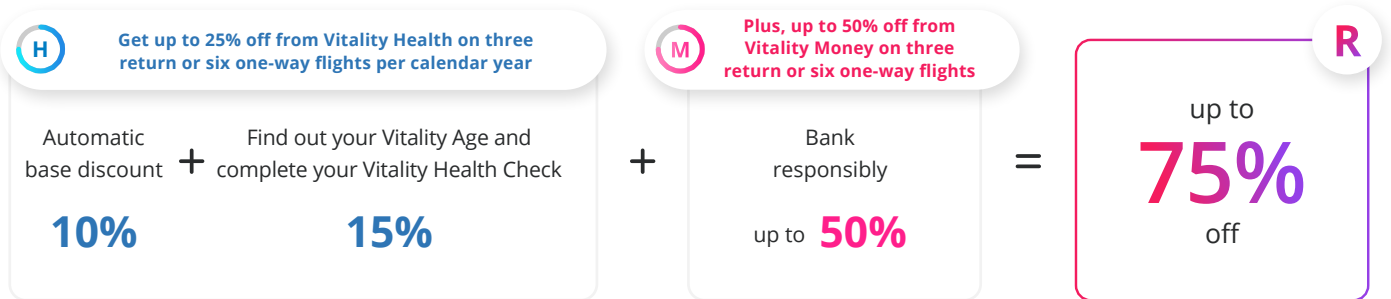 H
Get up to 25% off from Vitality Health on three
return or six one-way flights per calendar year
Automatic
base discount
10%
+
Find out your Vitality Age and
complete your Vitality Health Check
15%
+
M
Plus, up to 50% off from
Vitality Money on three
return or six one-way flights
Bank
responsibly
up to 50%
=
R
up to
75%
off